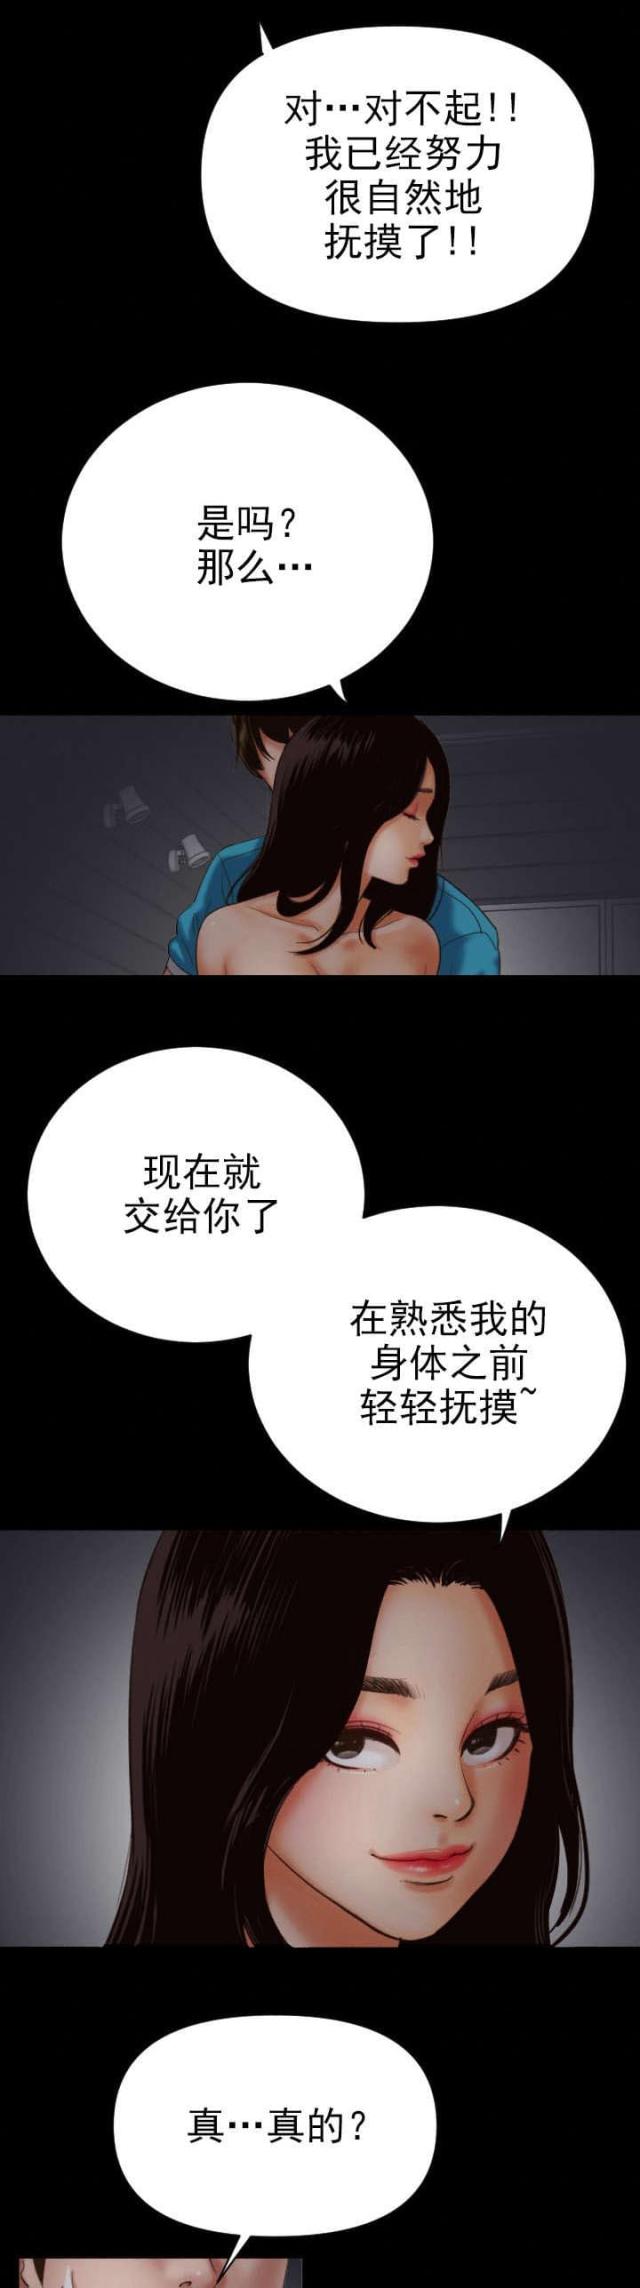 对…对不起!!
我已经努力
很自然地
抚摸了!!
是吗?
那么…
现在就
交给你了
在熟悉我的
身体之前
轻轻抚摸~
真…真的?